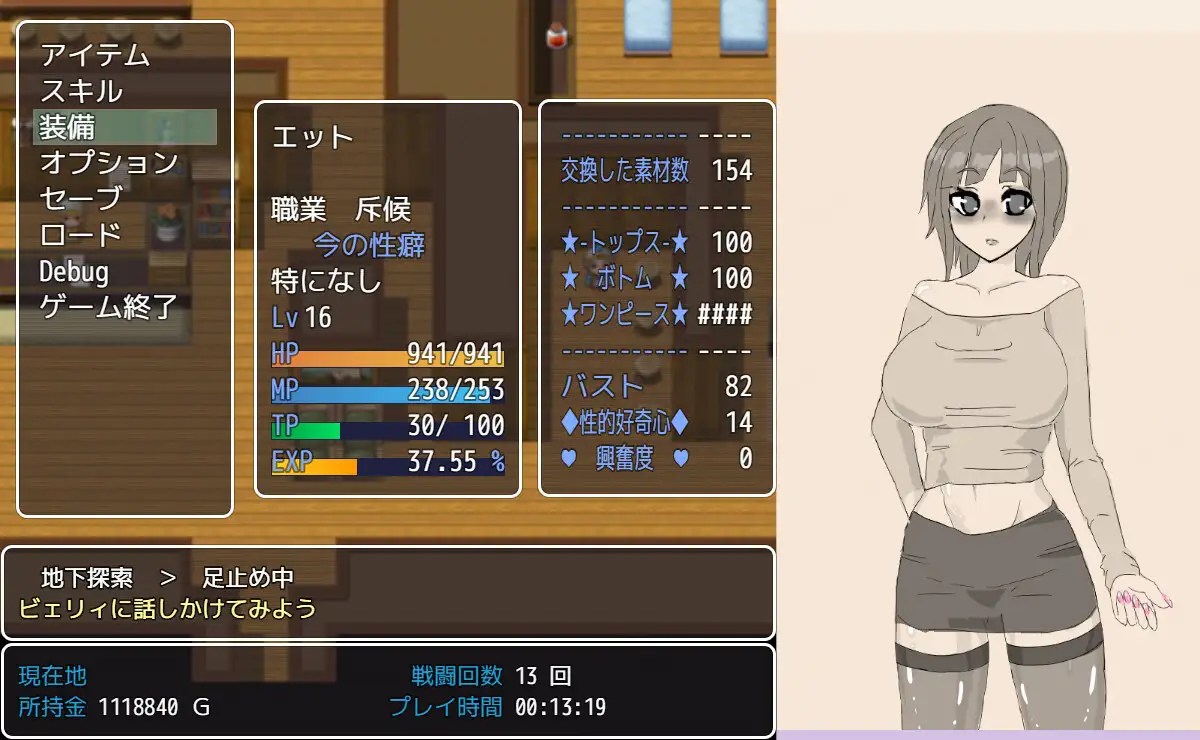 アイテム
スキル
装備
オプション
セーブ
ロード
Debug
ゲーム終了
エット
職業 斥候
今の性癖
特になし
Lv 16
HP 941/941
MP 238/253
TP 30/ 100
EXP 37.55 %
----------- ----
交換した素材数 154
----------- ----
★-トップス-★ 100
★ ボトム ★ 100
★ワンピース★ ####
----------- ----
バスト 82
♦性的好奇心♦ 14
♥ 興奮度 ♥ 0
地下探索 > 足止め中
ビェリィに話しかけてみよう
現在地 戦闘回数 13 回
所持金 1118840 G プレイ時間 00:13:19